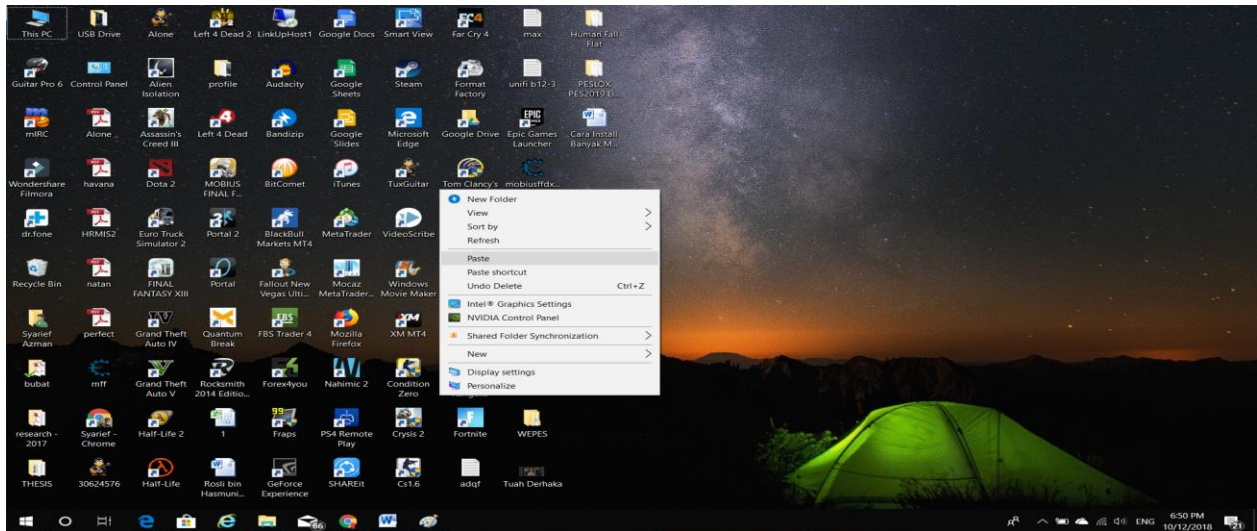 This PC
USB Drive
Alone
Left 4 Dead 2
LinkUpHost1
Google Docs
Smart View
Far Cry 4
max
Human Fall
Flat
Guitar Pro 6
Control Panel
Alien
Isolation
profile
Audacity
Google
Sheets
Steam
Format
Factory
unifi b12-3
PESLOX
PES2019 Li...
mIRC
Alone
Assassin's
Creed III
Left 4 Dead
Bandizip
Google
Slides
Microsoft
Edge
Google Drive
Epic Games
Launcher
Cara Install
Banyak M...
Wondershare
Filmora
havana
Dota 2
MOBIUS
FINAL F...
BitComet
iTunes
TuxGuitar
Tom Clancy's
mobiusffdx...
dr.fone
HRMIS2
Euro Truck
Simulator 2
Portal 2
BlackBull
Markets MT4
MetaTrader
VideoScribe
Recycle Bin
natan
FINAL
FANTASY XIII
Portal
Fallout New
Vegas Ulti...
Mocaz
MetaTrader...
Windows
Movie Maker
Syarief
Azman
perfect
Grand Theft
Auto IV
Quantum
Break
FBS Trader 4
Mozilla
Firefox
XM MT4
bubat
mff
Grand Theft
Auto V
Rocksmith
2014 Editio...
Forex4you
Nahimic 2
Condition
Zero
research -
2017
Syarief -
Chrome
Half-Life 2
1
Fraps
PS4 Remote
Play
Crysis 2
Fortnite
WEPES
THESIS
30624576
Half-Life
Rosli bin
Hasmuni...
GeForce
Experience
SHAREit
Cs1.6
adqf
Tuah Derhaka
New Folder
View
Sort by
Refresh
Paste
Paste shortcut
Undo Delete Ctrl+Z
Intel® Graphics Settings
NVIDIA Control Panel
Shared Folder Synchronization
New
Display settings
Personalize
66
ENG
6:50 PM
10/12/2018
21